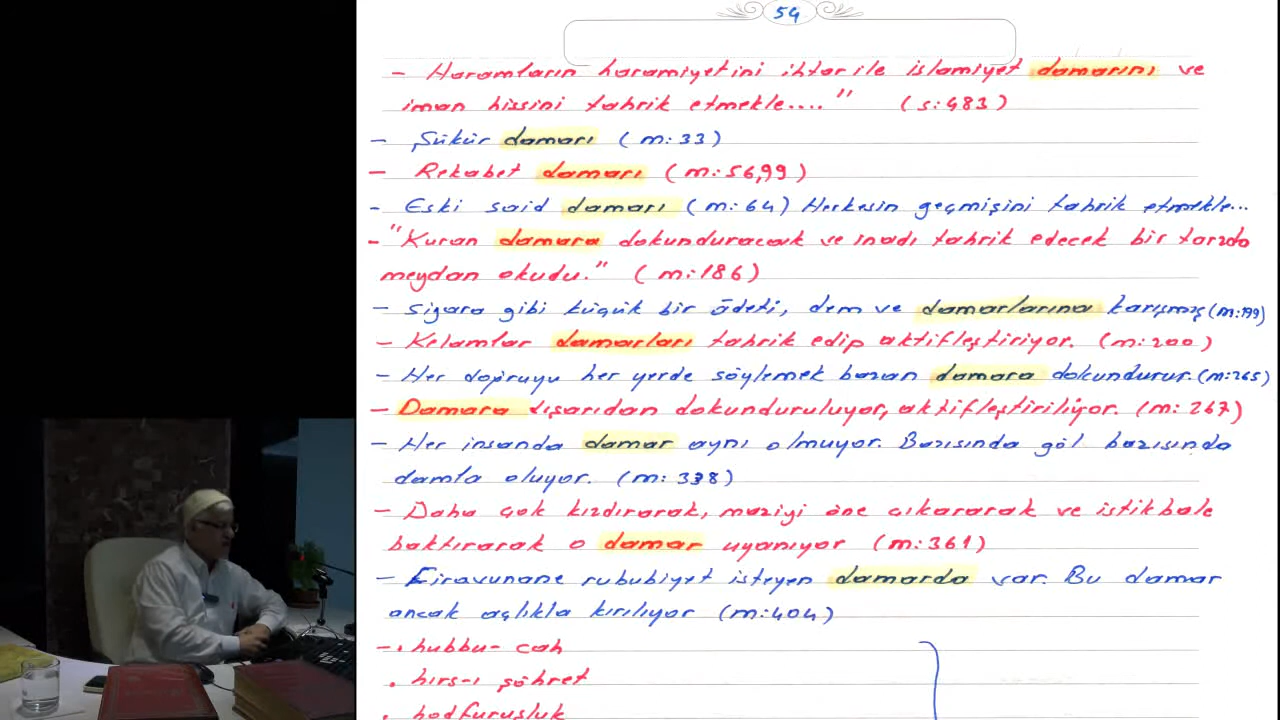 54
- Haramların haramiyetini ihtar ile islamiyet damarını ve
iman hissini tahrik etmekle...." (s:483)
- Şükür damarı (m:33)
- Rekabet damarı (m:56,99)
- Eski said damarı (m:64) Herkesin geçmişini tahrik etmekle...
- "Kuran damara dokunduracak ve inadı tahrik edecek bir tarzda
meydan okudu." (m:186)
- Sigara gibi küçük bir âdeti, dem ve damarlarına karışmış (m:199)
- Kelamlar damarları tahrik edip aktifleştiriyor. (m:200)
- Her doğruyu her yerde söylemek bazan damara dokundurur. (m:265)
- Damara dışarıdan dokunduruluyor, aktifleştiriliyor. (m:267)
- Her insanda damar aynı olmuyor. Bazısında göl bazısında
damla oluyor. (m:338)
- Daha çok kızdırarak, maziyi öne çıkararak ve istikbale
baktırarak o damar uyanıyor (m:361)
- Firavunane rububiyet isteyen damarda var. Bu damar
ancak açlıkla kırılıyor (m:404)
- . hubbu-cah
. hırs-ı şöhret
. hodfuruşluk